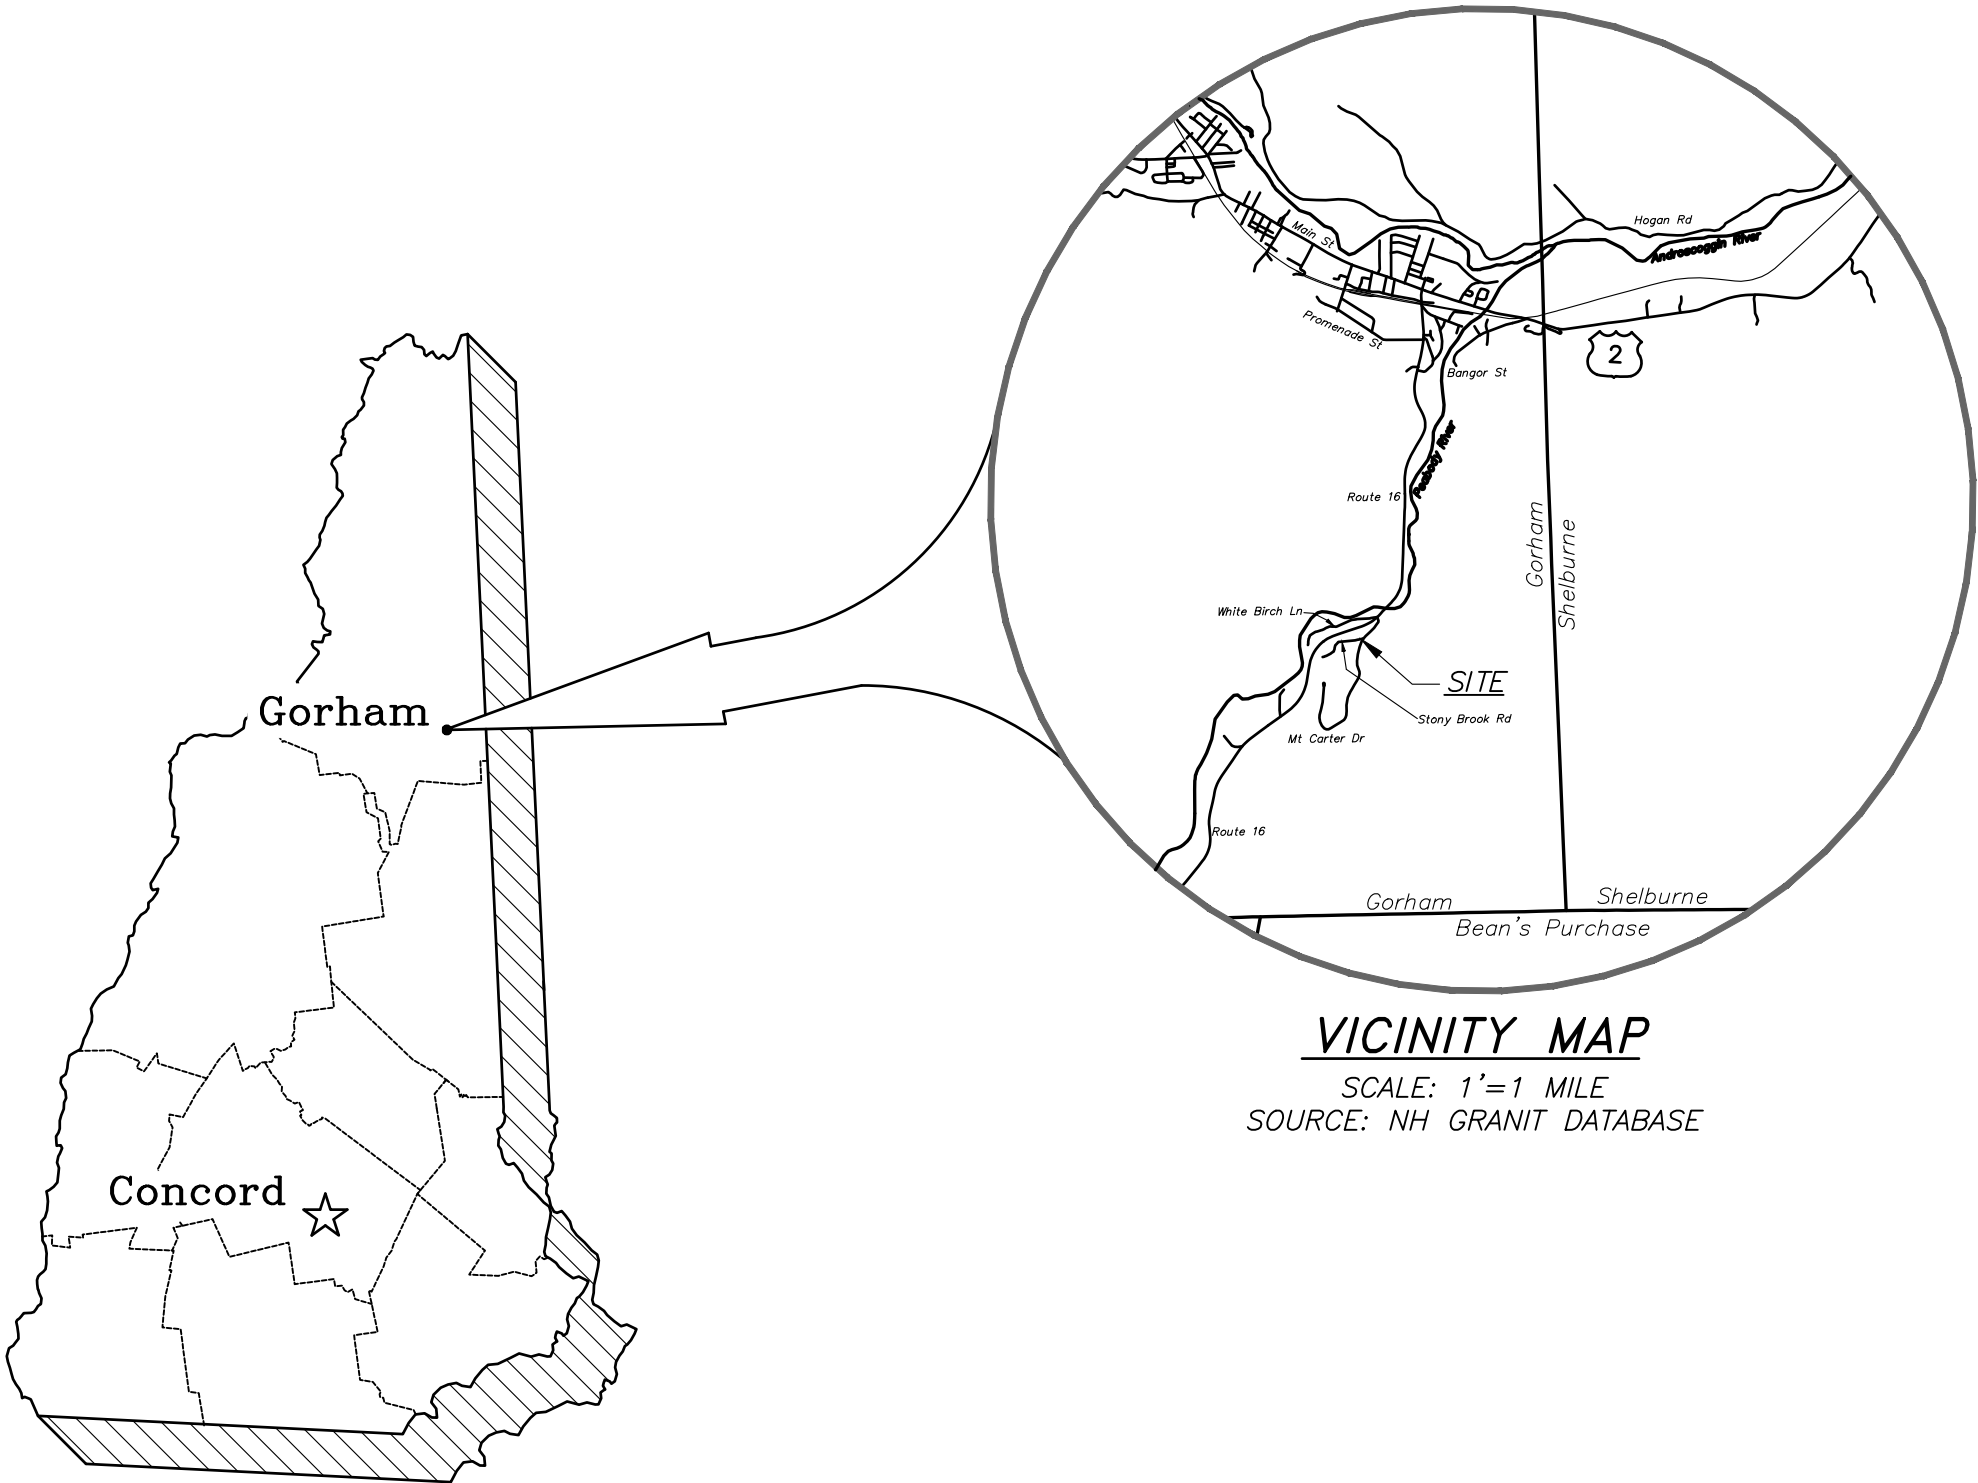 Hogan Rd
Androscoggin River
Main St
Promenade St
2
Bangor St
Peabody River
Route 16
Gorham
Shelburne
White Birch Ln
SITE
Stony Brook Rd
Mt Carter Dr
Route 16
Gorham
Shelburne
Bean's Purchase
Gorham
Concord
VICINITY MAP
SCALE: 1'=1 MILE
SOURCE: NH GRANIT DATABASE